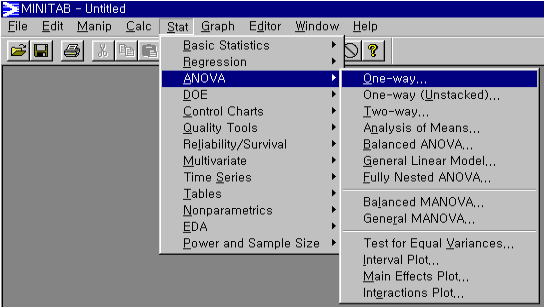 MINITAB - Untitled
File Edit Manip Calc Stat Graph Editor Window Help
Basic Statistics
Regression
ANOVA
DOE
Control Charts
Quality Tools
Reliability/Survival
Multivariate
Time Series
Tables
Nonparametrics
EDA
Power and Sample Size
One-way...
One-way (Unstacked)...
Two-way...
Analysis of Means...
Balanced ANOVA...
General Linear Model...
Fully Nested ANOVA...
Balanced MANOVA...
General MANOVA...
Test for Equal Variances...
Interval Plot...
Main Effects Plot...
Interactions Plot...